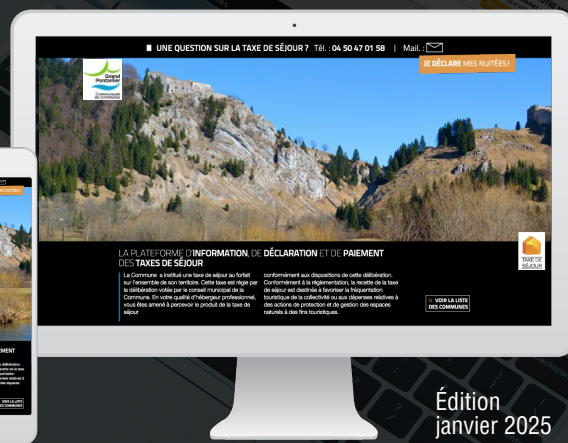 UNE QUESTION SUR LA TAXE DE SÉJOUR ? Tél. : 04 50 47 01 58 | Mail. :
JE DÉCLARE MES NUITÉES !
Grand
Pontarlier
Communauté
de communes
LA PLATEFORME D'INFORMATION, DE DÉCLARATION ET DE PAIEMENT
DES TAXES DE SÉJOUR
La Commune a institué une taxe de séjour au forfait
sur l'ensemble de son territoire. Cette taxe est régie par
la délibération votée par le conseil municipal de la
Commune. En votre qualité d'hébergeur professionnel,
vous êtes amené à percevoir le produit de la taxe de
séjour
conformément aux dispositions de cette délibération.
Conformément à la réglementation, la recette de la taxe
de séjour est destinée à favoriser la fréquentation
touristique de la collectivité ou aux dépenses relatives à
des actions de protection et de gestion des espaces
naturels à des fins touristiques.
TAXE DE
SÉJOUR
VOIR LA LISTE
DES COMMUNES
Édition
janvier 2025